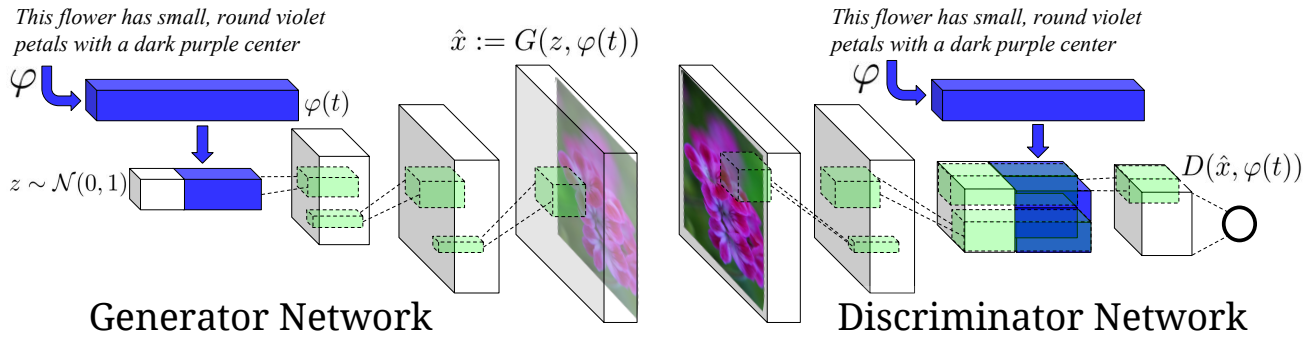 This flower has small, round violet
petals with a dark purple center
φ
φ(t)
z ∼ 𝒩(0, 1)
x̂ := G(z, φ(t))
Generator Network
This flower has small, round violet
petals with a dark purple center
φ
D(x̂, φ(t))
Discriminator Network